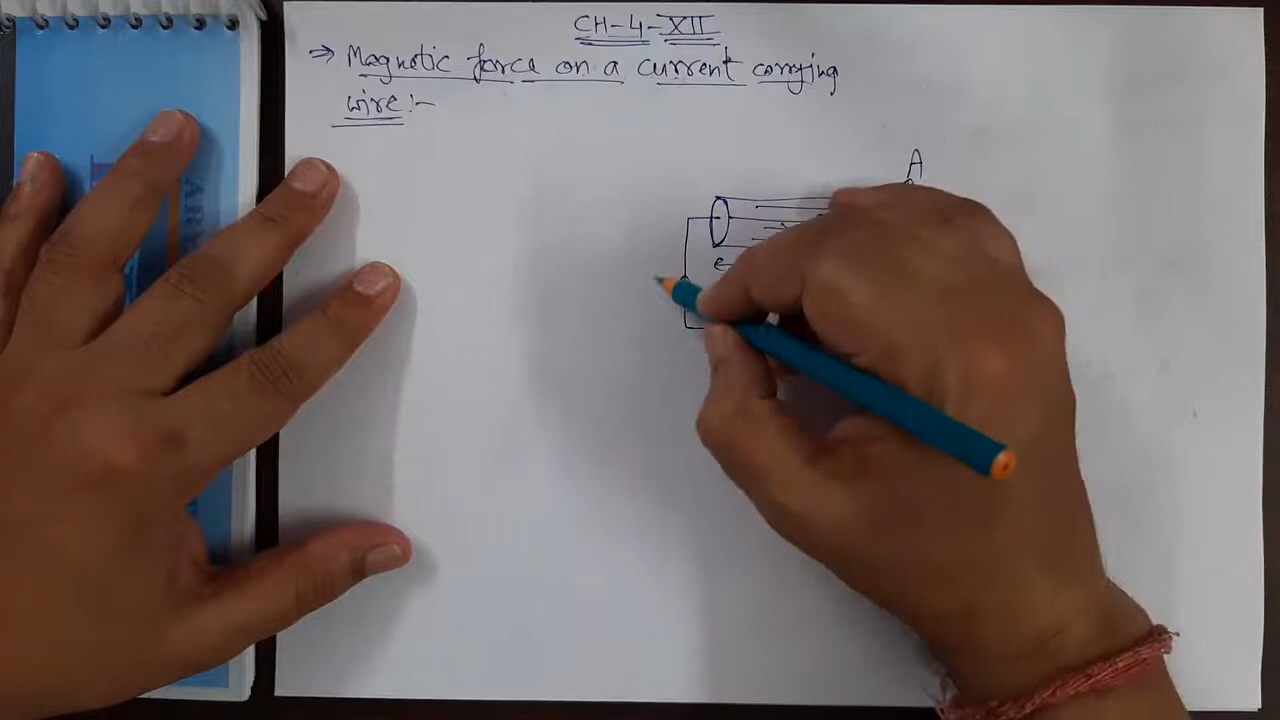 CH-4-XII
⇒ Magnetic force on a current carrying
wire:-
A